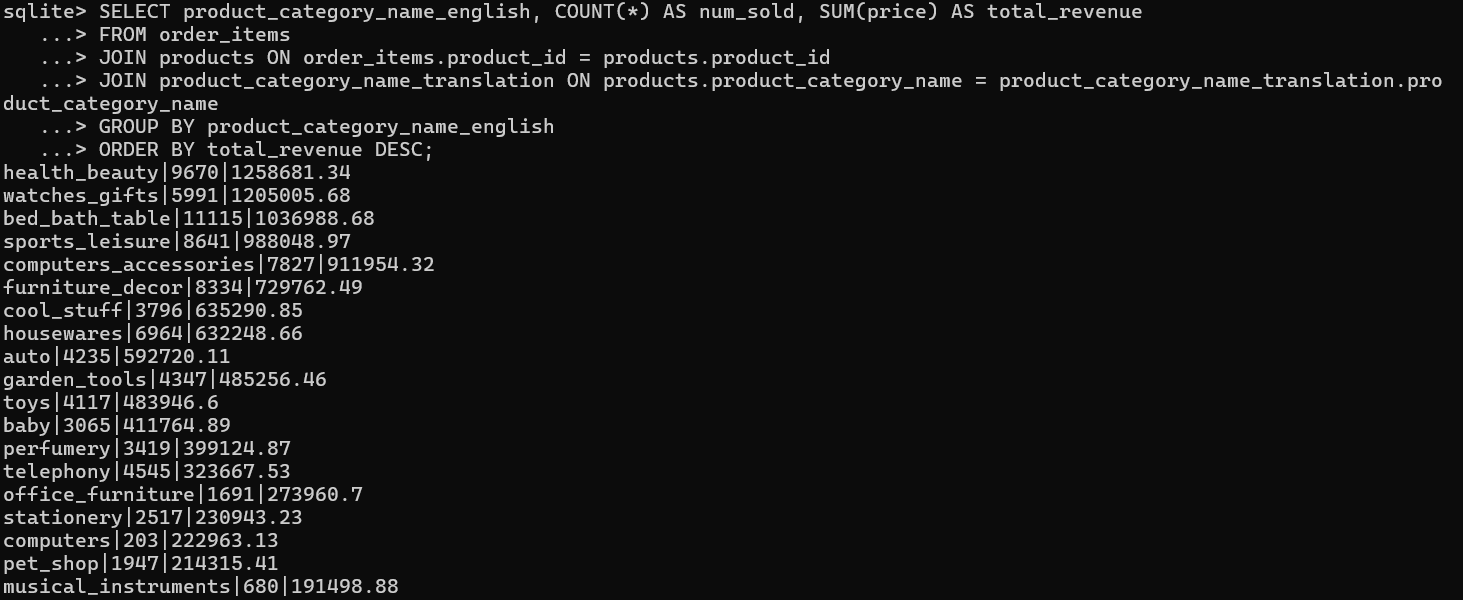 sqlite> SELECT product_category_name_english, COUNT(*) AS num_sold, SUM(price) AS total_revenue
   ...> FROM order_items
   ...> JOIN products ON order_items.product_id = products.product_id
   ...> JOIN product_category_name_translation ON products.product_category_name = product_category_name_translation.pro
duct_category_name
   ...> GROUP BY product_category_name_english
   ...> ORDER BY total_revenue DESC;
health_beauty|9670|1258681.34
watches_gifts|5991|1205005.68
bed_bath_table|11115|1036988.68
sports_leisure|8641|988048.97
computers_accessories|7827|911954.32
furniture_decor|8334|729762.49
cool_stuff|3796|635290.85
housewares|6964|632248.66
auto|4235|592720.11
garden_tools|4347|485256.46
toys|4117|483946.6
baby|3065|411764.89
perfumery|3419|399124.87
telephony|4545|323667.53
office_furniture|1691|273960.7
stationery|2517|230943.23
computers|203|222963.13
pet_shop|1947|214315.41
musical_instruments|680|191498.88